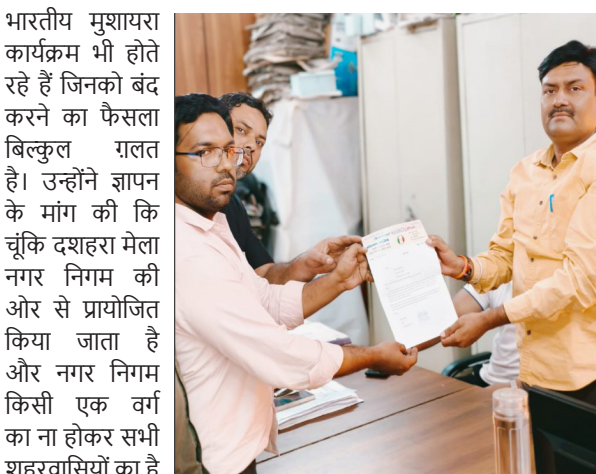 भारतीय मुशायरा
कार्यक्रम भी होते
रहे हैं जिनको बंद
करने का फैसला
बिल्कुल ग़लत
है। उन्होंने ज्ञापन
के मांग की कि
चूंकि दशहरा मेला
नगर निगम की
ओर से प्रायोजित
किया जाता है
और नगर निगम
किसी एक वर्ग
का ना होकर सभी
शहरवासियों का है